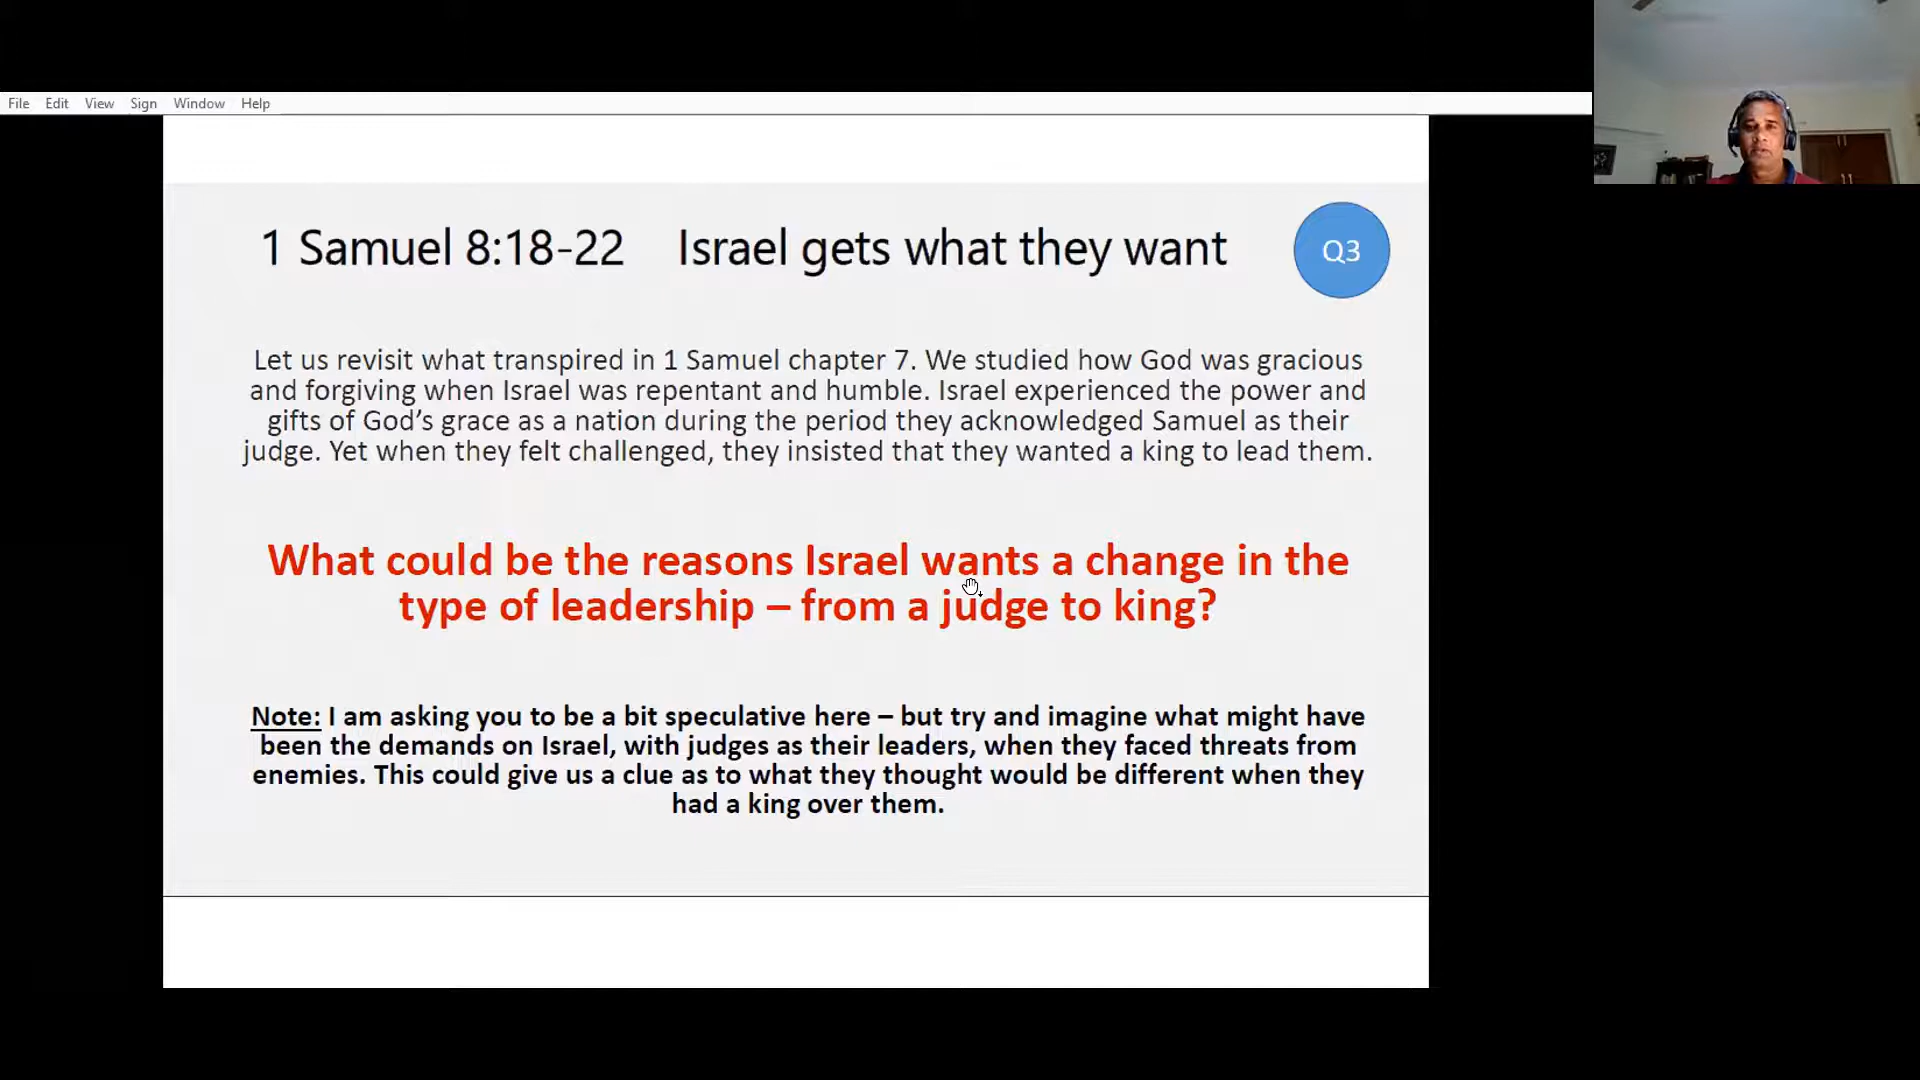 File Edit View Sign Window Help
1 Samuel 8:18-22 Israel gets what they want
Q3
Let us revisit what transpired in 1 Samuel chapter 7. We studied how God was gracious
and forgiving when Israel was repentant and humble. Israel experienced the power and
gifts of God’s grace as a nation during the period they acknowledged Samuel as their
judge. Yet when they felt challenged, they insisted that they wanted a king to lead them.
What could be the reasons Israel wants a change in the
type of leadership – from a judge to king?
Note: I am asking you to be a bit speculative here – but try and imagine what might have
been the demands on Israel, with judges as their leaders, when they faced threats from
enemies. This could give us a clue as to what they thought would be different when they
had a king over them.